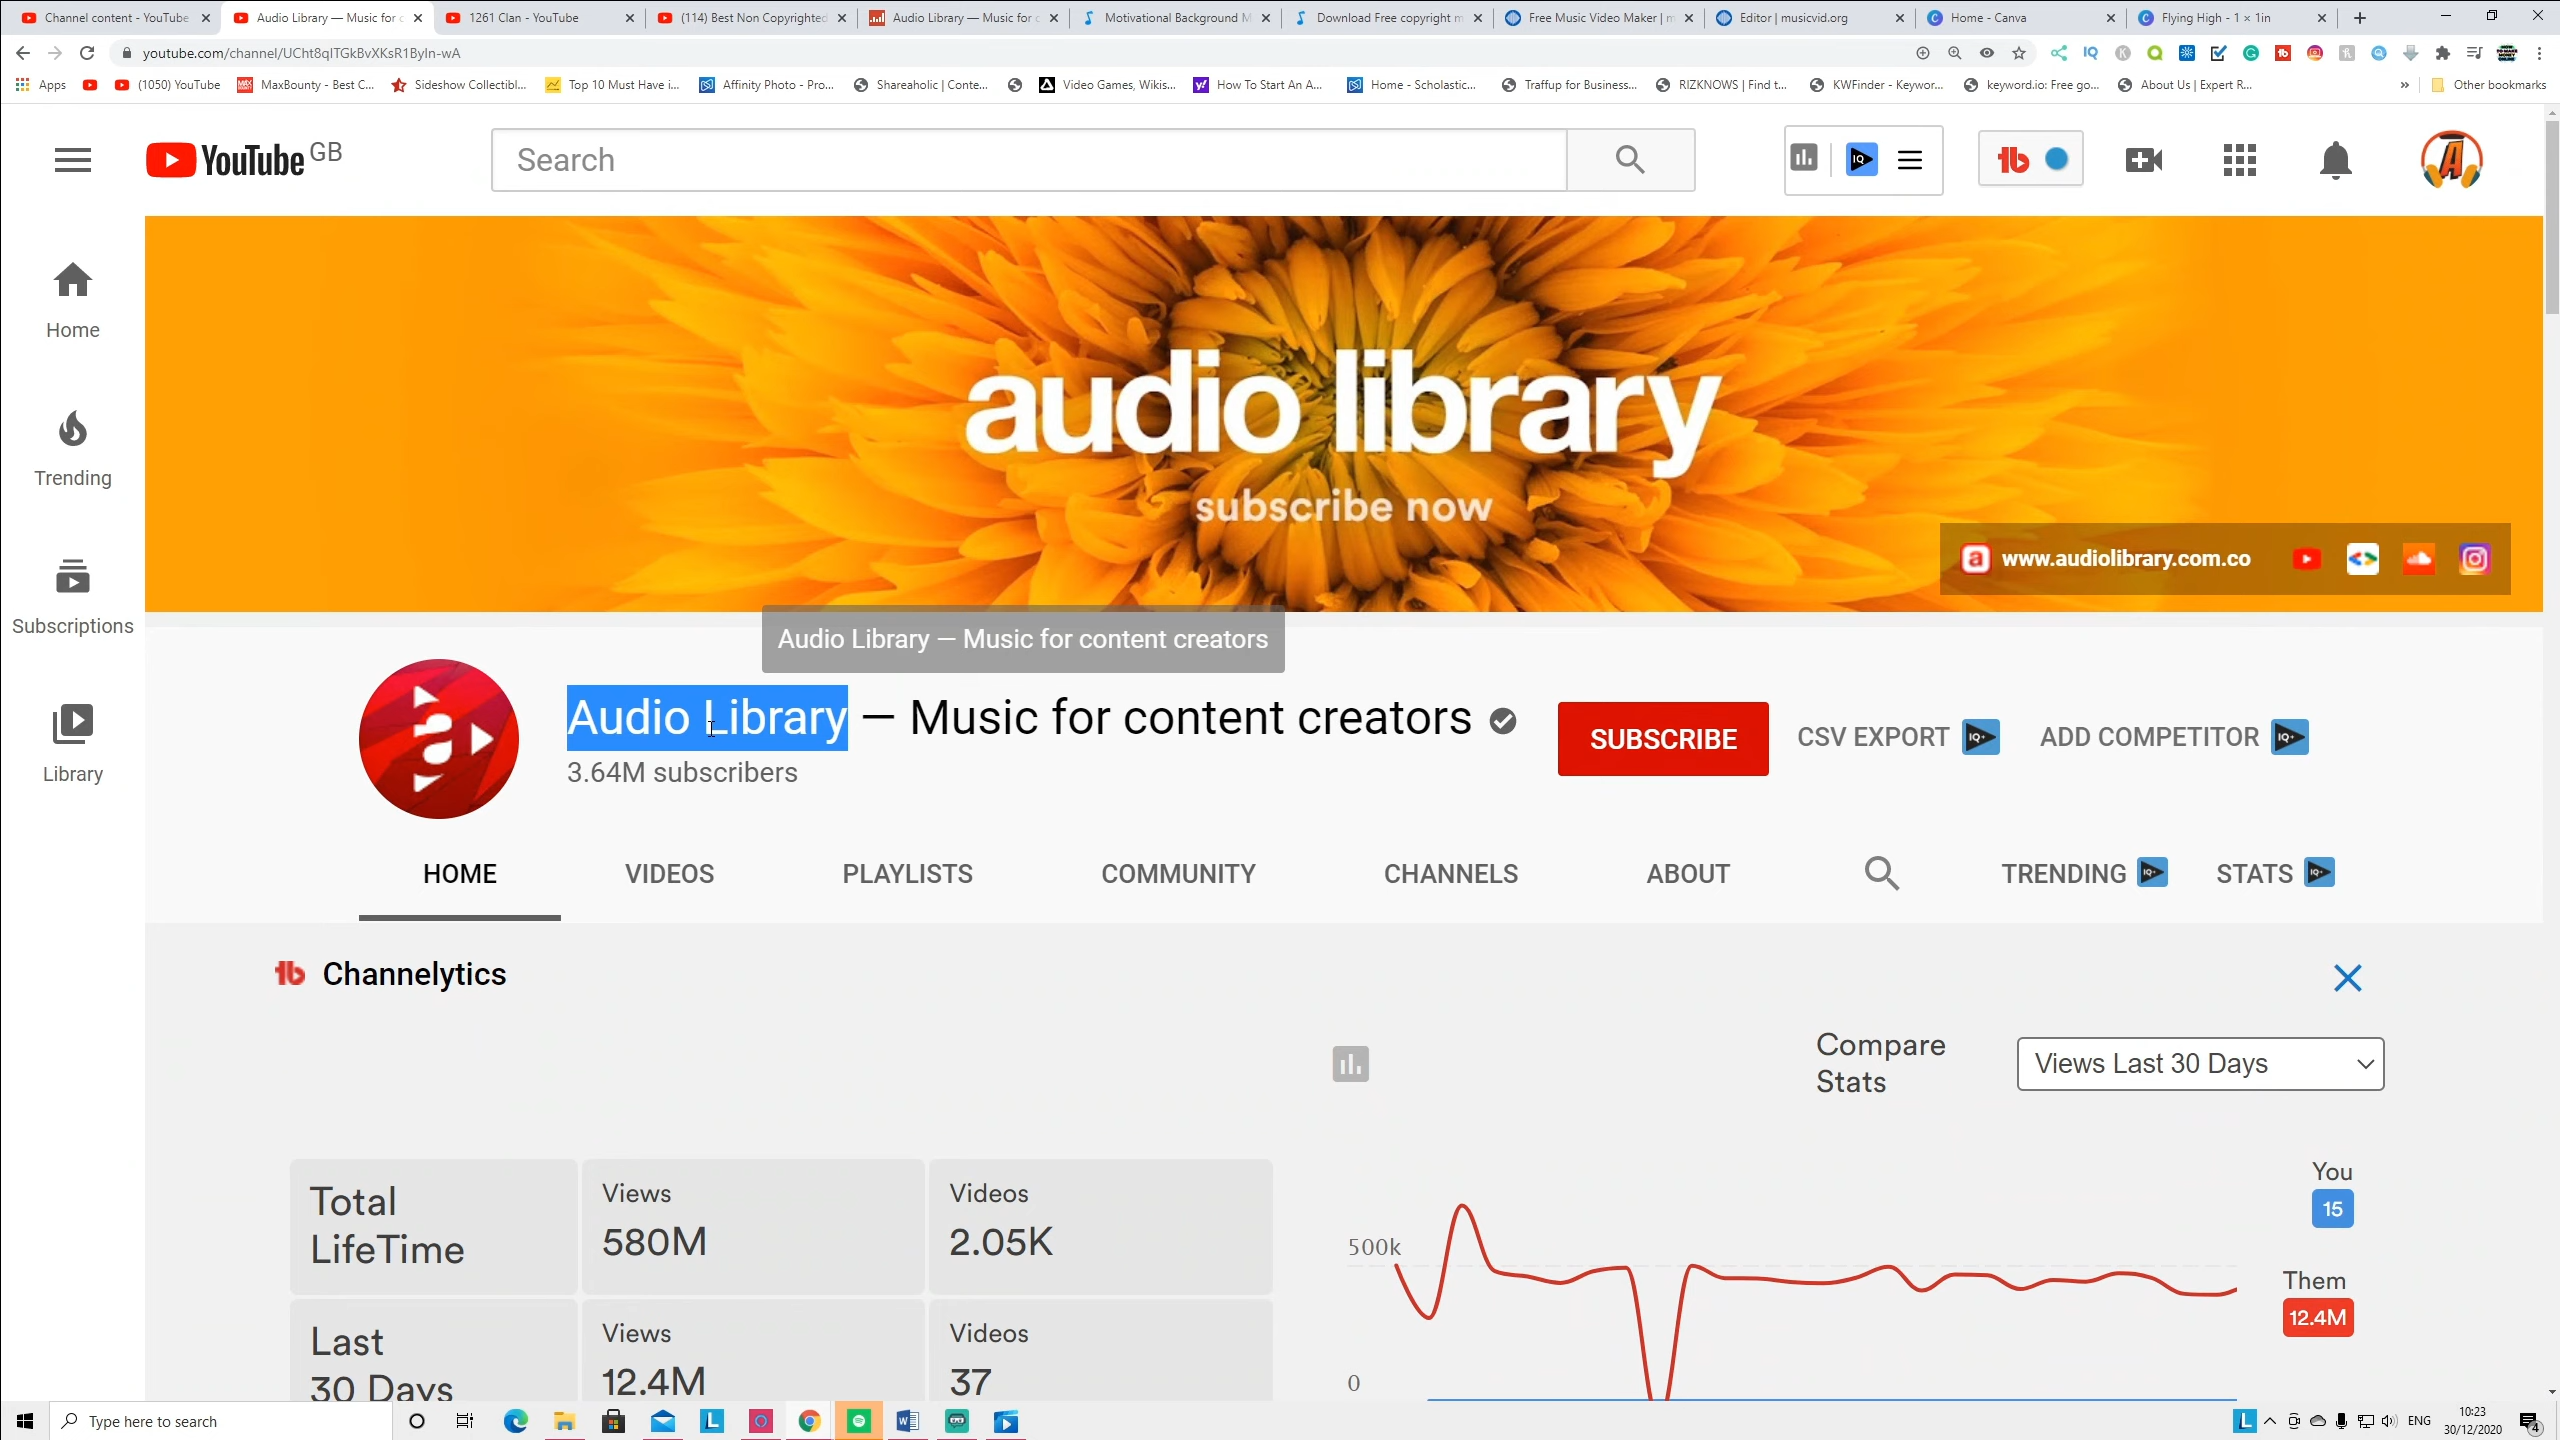 Channel content - YouTube
Audio Library — Music for c
1261 Clan - YouTube
(114) Best Non Copyrighted
Audio Library — Music for c
Motivational Background M
Download Free copyright m
Free Music Video Maker | m
Editor | musicvid.org
Home - Canva
Flying High - 1 × 1in
youtube.com/channel/UCht8qITGkBvXKsR1Byln-wA
Apps
(1050) YouTube
MaxBounty - Best C...
Sideshow Collectibl...
Top 10 Must Have i...
Affinity Photo - Pro...
Shareaholic | Conte...
Video Games, Wikis...
How To Start An A...
Home - Scholastic...
Traffup for Business...
RIZKNOWS | Find t...
KWFinder - Keywor...
keyword.io: Free go...
About Us | Expert R...
Other bookmarks
YouTube GB
Search
Home
Trending
Subscriptions
Library
audio library
subscribe now
www.audiolibrary.com.co
Audio Library — Music for content creators
Audio Library — Music for content creators
3.64M subscribers
SUBSCRIBE
CSV EXPORT
ADD COMPETITOR
HOME
VIDEOS
PLAYLISTS
COMMUNITY
CHANNELS
ABOUT
TRENDING
STATS
Channelytics
Compare
Stats
Views Last 30 Days
Total
LifeTime
Views
580M
Videos
2.05K
Last
30 Days
Views
12.4M
Videos
37
500k
0
You
15
Them
12.4M
Type here to search
ENG
10:23
30/12/2020
4